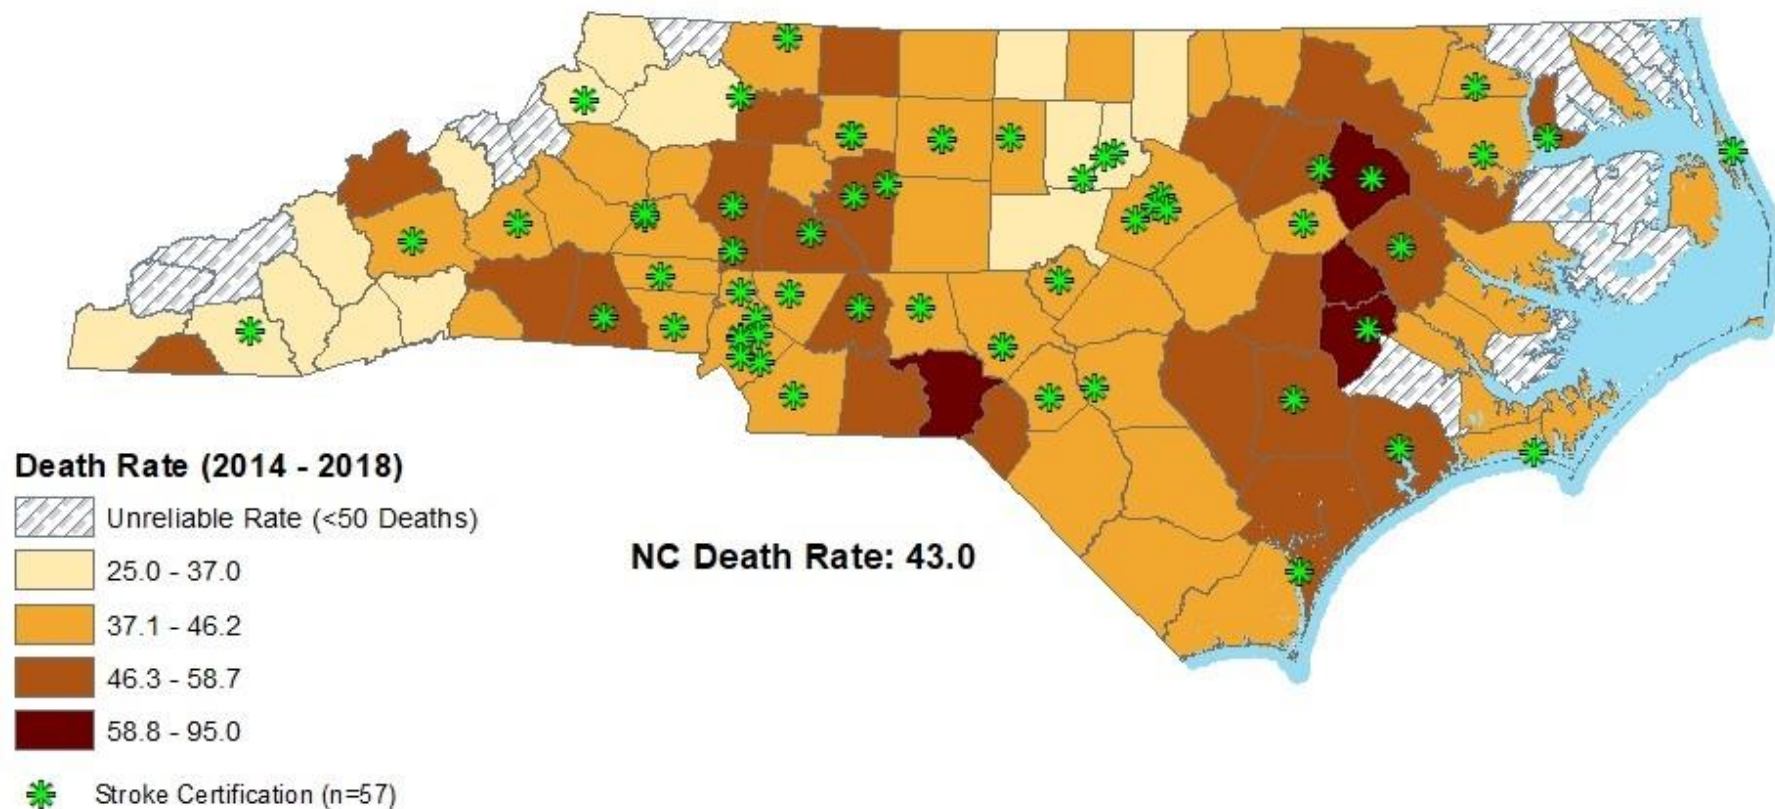 Death Rate (2014 - 2018)
Unreliable Rate (<50 Deaths)
25.0 - 37.0
37.1 - 46.2
46.3 - 58.7
58.8 - 95.0
Stroke Certification (n=57)
NC Death Rate: 43.0